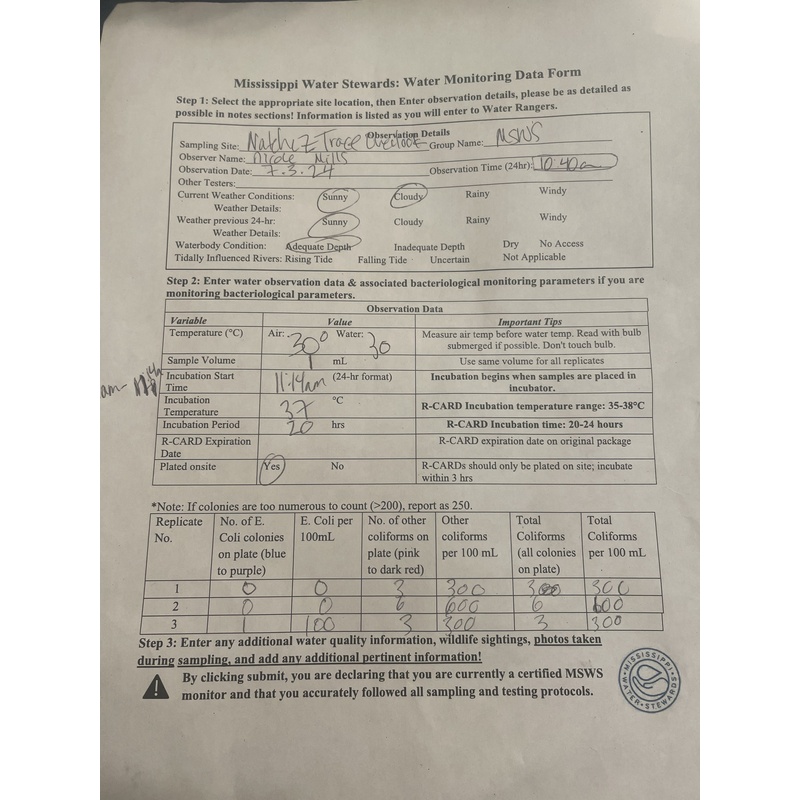 Mississippi Water Stewards: Water Monitoring Data Form
Step 1: Select the appropriate site location, then Enter observation details, please be as detailed as
possible in notes sections! Information is listed as you will enter to Water Rangers.
Observation Details
Sampling Site: Natchez Trace Overlook Group Name: MSWS
Observer Name: Nicole Mills
Observation Date: 7.3.24 Observation Time (24hr): 10:40am
Other Testers:
Current Weather Conditions: Sunny Cloudy Rainy Windy
Weather Details:
Weather previous 24-hr: Sunny Cloudy Rainy Windy
Weather Details:
Waterbody Condition: Adequate Depth Inadequate Depth Dry No Access
Tidally Influenced Rivers: Rising Tide Falling Tide Uncertain Not Applicable
Step 2: Enter water observation data & associated bacteriological monitoring parameters if you are
monitoring bacteriological parameters.
Observation Data
Variable Value Important Tips
Temperature (°C) Air: 30° Water: 30 Measure air temp before water temp. Read with bulb
submerged if possible. Don't touch bulb.
Sample Volume 1 mL Use same volume for all replicates
am-
Incubation Start 11:14am (24-hr format) Incubation begins when samples are placed in
Time incubator.
Incubation 37 °C R-CARD Incubation temperature range: 35-38°C
Temperature
Incubation Period 20 hrs R-CARD Incubation time: 20-24 hours
R-CARD Expiration R-CARD expiration date on original package
Date
Plated onsite Yes No R-CARDs should only be plated on site; incubate
within 3 hrs
*Note: If colonies are too numerous to count (>200), report as 250.
Replicate No. of E. E. Coli per No. of other Other Total Total
No. Coli colonies 100mL coliforms on coliforms Coliforms Coliforms
on plate (blue plate (pink per 100 mL (all colonies per 100 mL
to purple) to dark red) on plate)
1 0 0 3 300 3 300
2 0 0 6 600 6 600
3 1 100 3 300 3 300
Step 3: Enter any additional water quality information, wildlife sightings, photos taken
during sampling, and add any additional pertinent information!
By clicking submit, you are declaring that you are currently a certified MSWS
monitor and that you accurately followed all sampling and testing protocols.
MISSISSIPPI
WATER STEWARDS